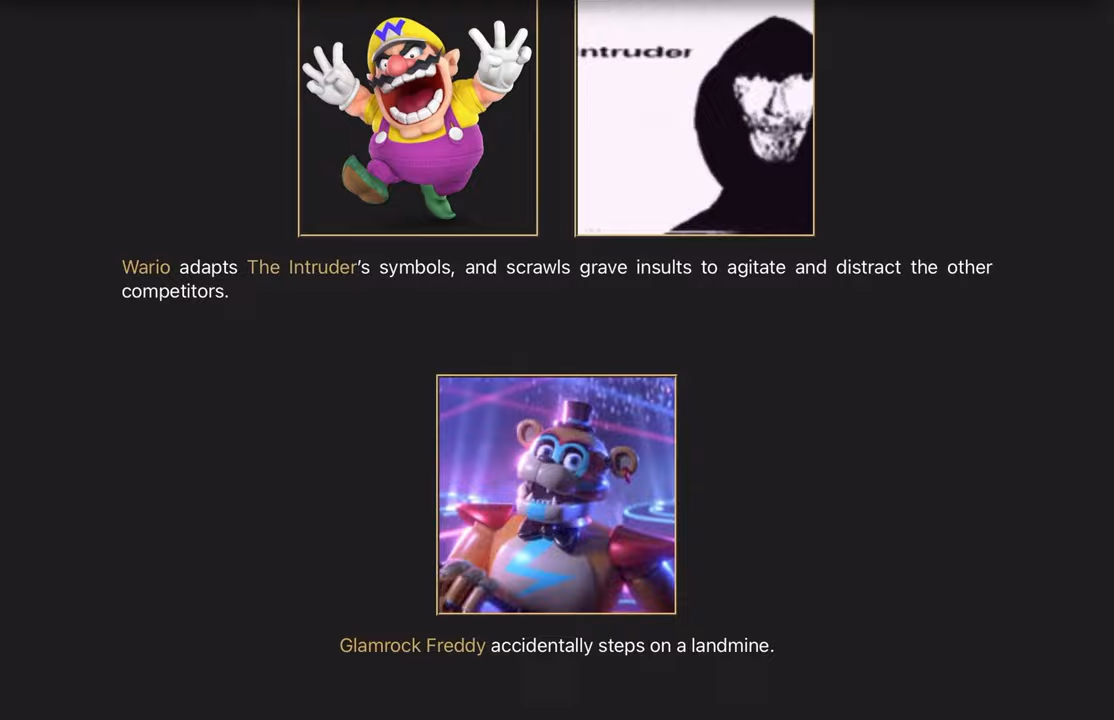 W
ntruder
Wario adapts The Intruder's symbols, and scrawls grave insults to agitate and distract the other
competitors.
Glamrock Freddy accidentally steps on a landmine.